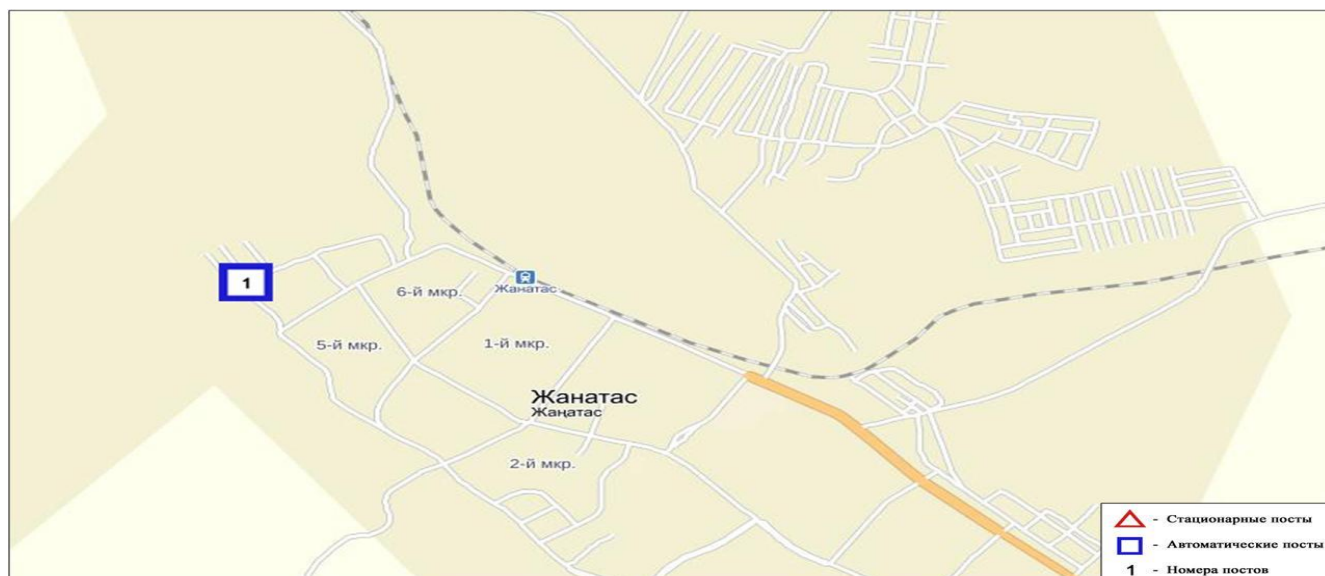 1
6-й мкр.
Жанатас
5-й мкр.
1-й мкр.
Жанатас
Жаңатас
2-й мкр.
- Стационарные посты
- Автоматические посты
1 - Номера постов